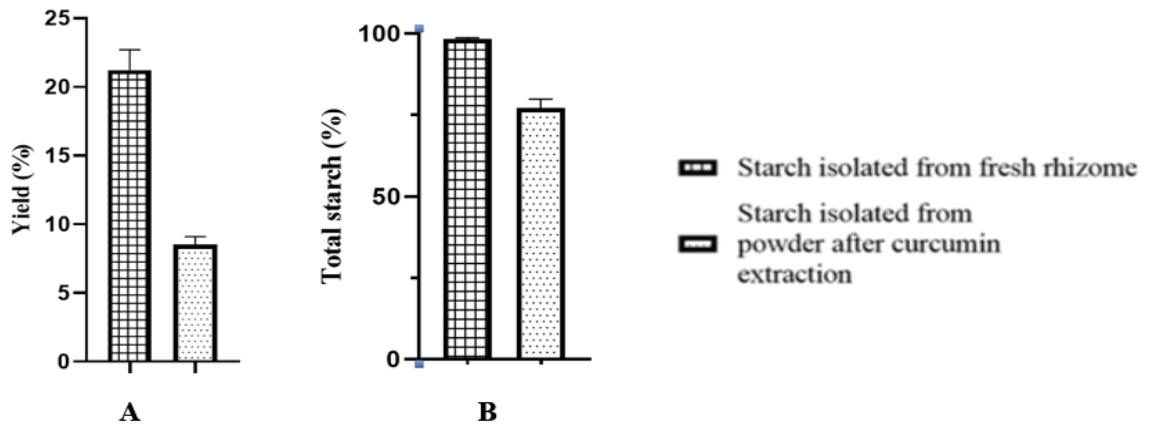 25
20
15
10
5
0
Yield (%)
A
100
50
0
Total starch (%)
B
Starch isolated from fresh rhizome
Starch isolated from
powder after curcumin
extraction